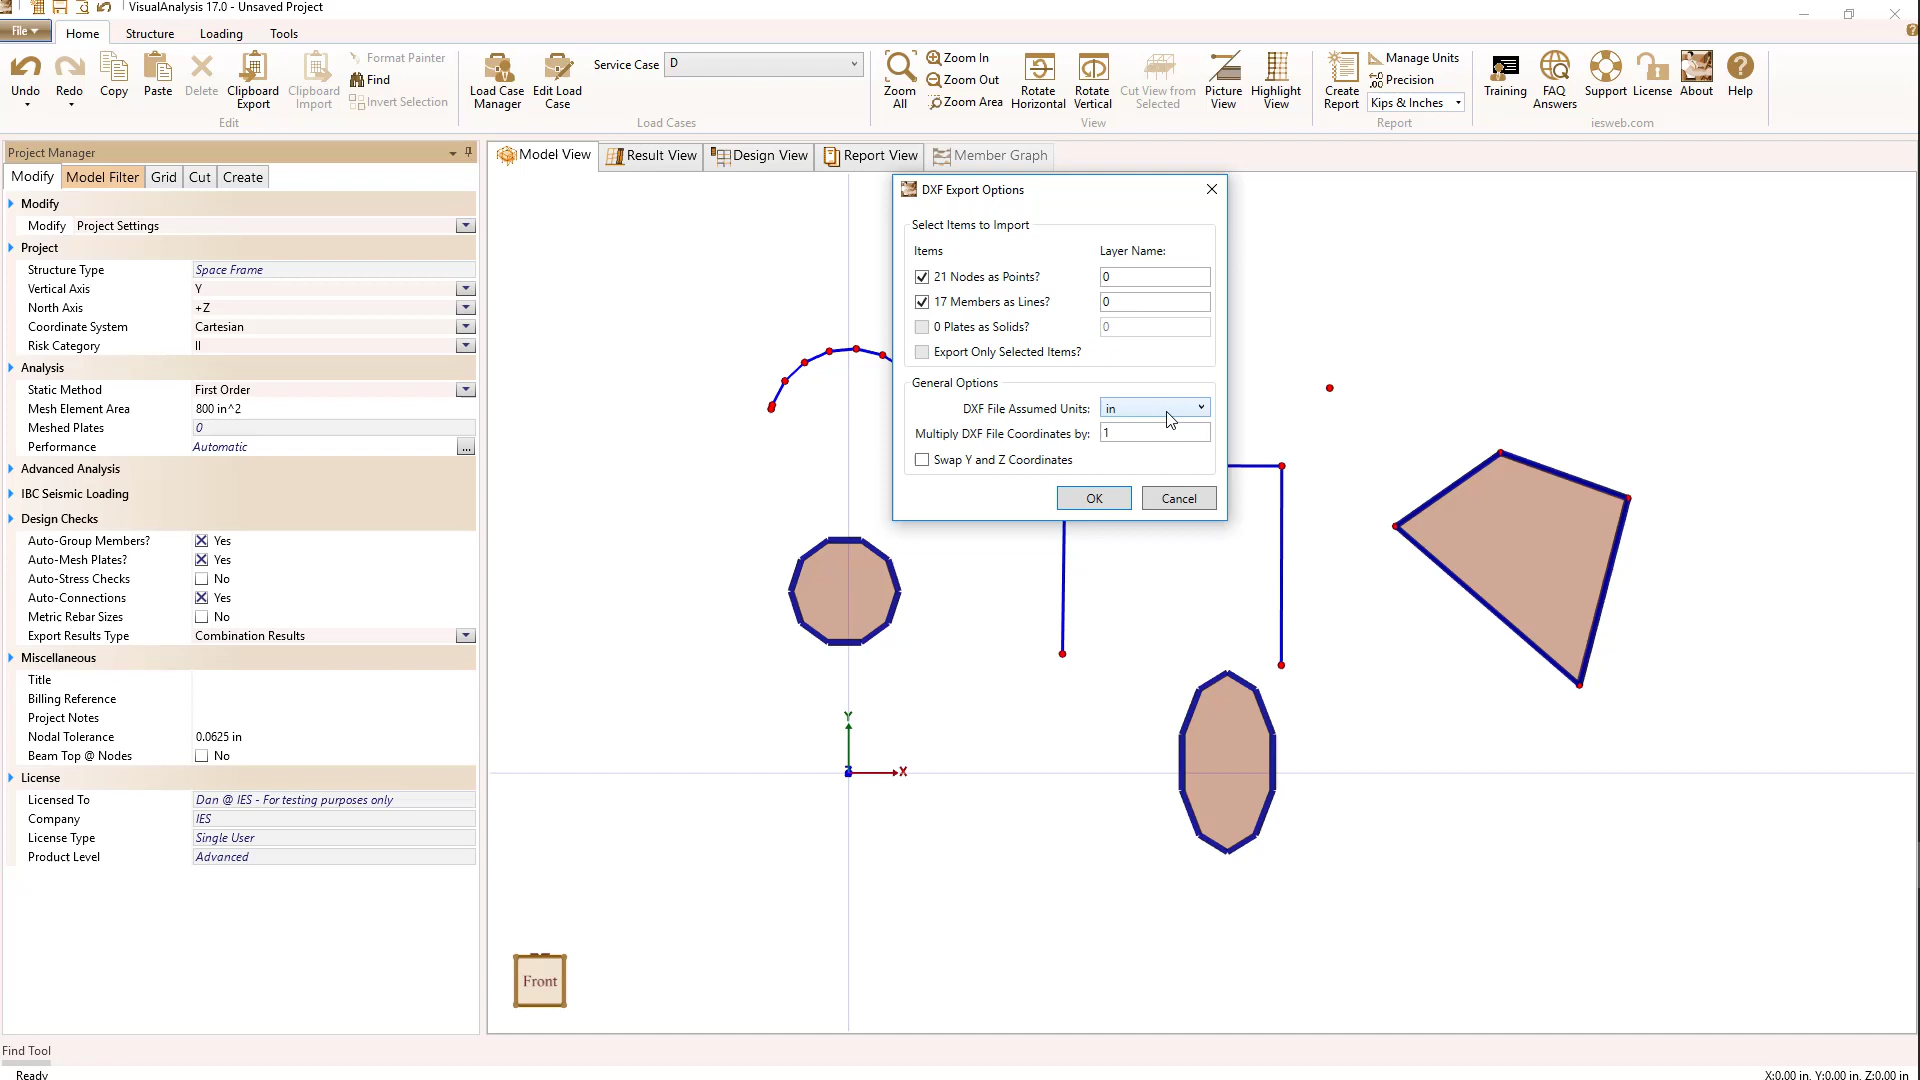 VisualAnalysis 17.0 - Unsaved Project
File
Home
Structure
Loading
Tools
Undo
Redo
Copy
Paste
Delete
Clipboard Export
Clipboard Import
Format Painter
Find
Invert Selection
Edit
Load Case Manager
Edit Load Case
Service Case
D
Load Cases
Zoom All
Zoom In
Zoom Out
Zoom Area
Rotate Horizontal
Rotate Vertical
Cut View from Selected
Picture View
Highlight View
View
Create Report
Manage Units
Precision
Kips & Inches
Report
Training
FAQ Answers
Support
License
About
Help
iesweb.com
Project Manager
Modify
Model Filter
Grid
Cut
Create
Modify
Modify Project Settings
Project
Structure Type Space Frame
Vertical Axis Y
North Axis +Z
Coordinate System Cartesian
Risk Category II
Analysis
Static Method First Order
Mesh Element Area 800 in^2
Meshed Plates 0
Performance Automatic ...
Advanced Analysis
IBC Seismic Loading
Design Checks
Auto-Group Members? Yes
Auto-Mesh Plates? Yes
Auto-Stress Checks No
Auto-Connections Yes
Metric Rebar Sizes No
Export Results Type Combination Results
Miscellaneous
Title
Billing Reference
Project Notes
Nodal Tolerance 0.0625 in
Beam Top @ Nodes No
License
Licensed To Dan @ IES - For testing purposes only
Company IES
License Type Single User
Product Level Advanced
Model View
Result View
Design View
Report View
Member Graph
DXF Export Options
Select Items to Import
Items Layer Name:
21 Nodes as Points? 0
17 Members as Lines? 0
0 Plates as Solids? 0
Export Only Selected Items?
General Options
DXF File Assumed Units: in
Multiply DXF File Coordinates by: 1
Swap Y and Z Coordinates
OK
Cancel
Y
X
Front
Find Tool
Ready
X:0.00 in, Y:0.00 in, Z:0.00 in